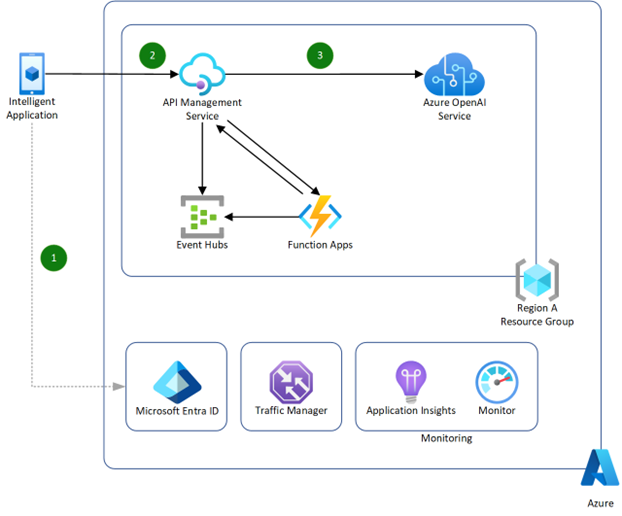 2
3
Intelligent
Application
API Management
Service
Azure OpenAI
Service
Event Hubs
Function Apps
1
Region A
Resource Group
Microsoft Entra ID
Traffic Manager
Application Insights
Monitor
Monitoring
Azure